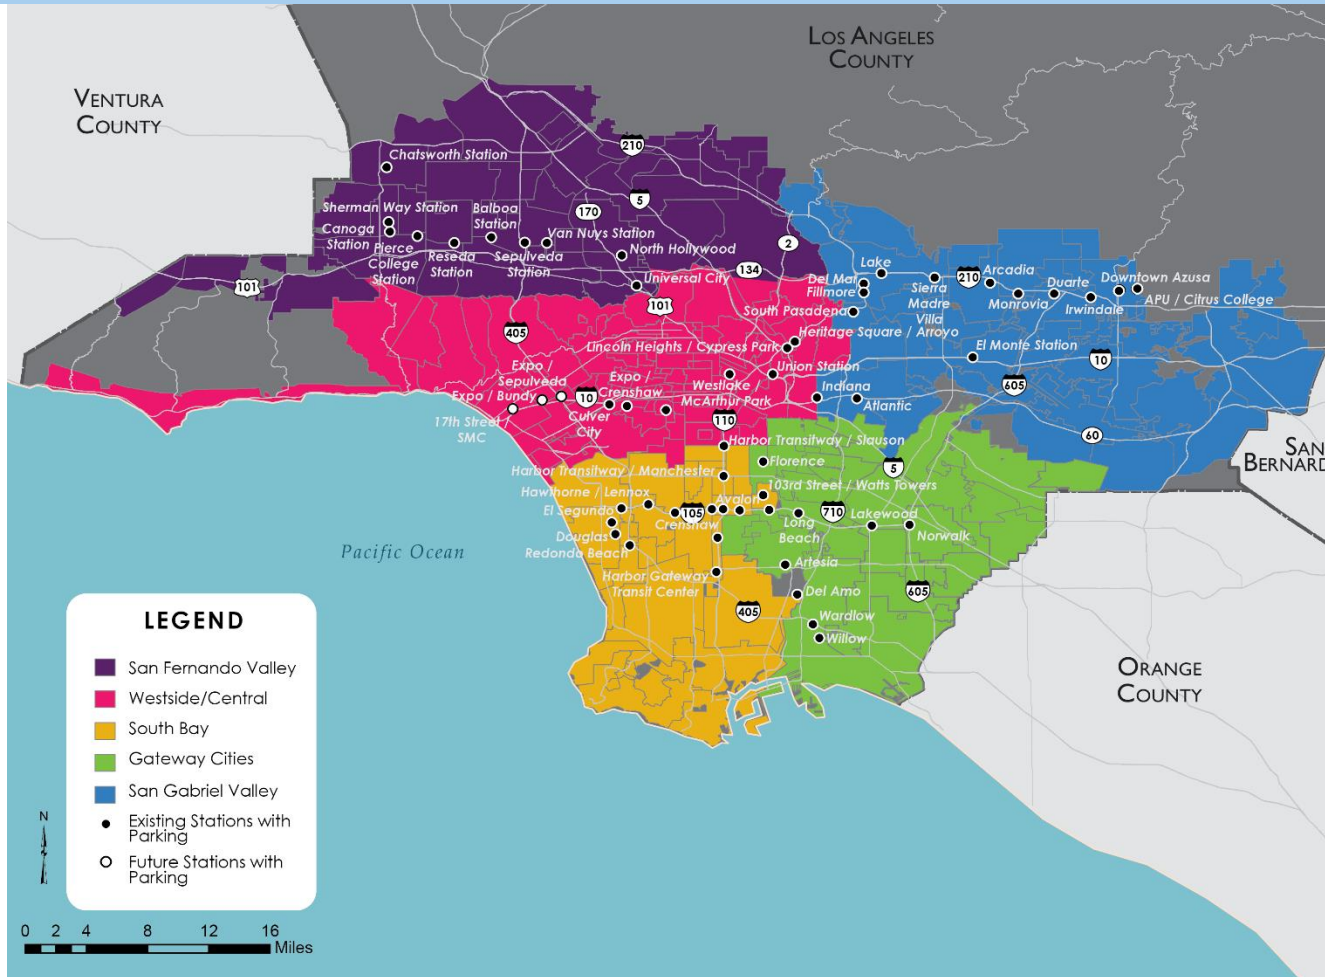 LOS ANGELES
COUNTY
VENTURA
COUNTY
210
Chatsworth Station
5
170
Sherman Way Station
Balboa
Station
Canoga
Station
Van Nuys Station
2
Pierce
College
Station
Reseda
Station
Sepulveda
Station
North Hollywood
134
Universal City
101
101
405
Lake
Del Mar
Fillmore
South Pasadena
Sierra
Madre
Villa
210
Arcadia
Monrovia
Duarte
Irwindale
Downtown Azusa
APU / Citrus College
Heritage Square / Arroyo
Lincoln Heights / Cypress Park
El Monte Station
10
605
Union Station
Westlake /
McArthur Park
Expo /
Sepulveda
Expo / Bundy
Expo /
Crenshaw
10
Culver
City
17th Street /
SMC
Indiana
Atlantic
110
60
SAN
BERNARD
Harbor Transitway / Slauson
Florence
5
Harbor Transitway / Manchester
103rd Street / Watts Towers
Hawthorne / Lennox
Avalon
El Segundo
105
710
Crenshaw
Long
Beach
Lakewood
Norwalk
Douglas
Redondo Beach
Artesia
Pacific Ocean
Harbor Gateway
Transit Center
Del Amo
605
405
Wardlow
Willow
ORANGE
COUNTY
LEGEND
San Fernando Valley
Westside/Central
South Bay
Gateway Cities
San Gabriel Valley
Existing Stations with
Parking
Future Stations with
Parking
N
0 2 4 8 12 16
Miles